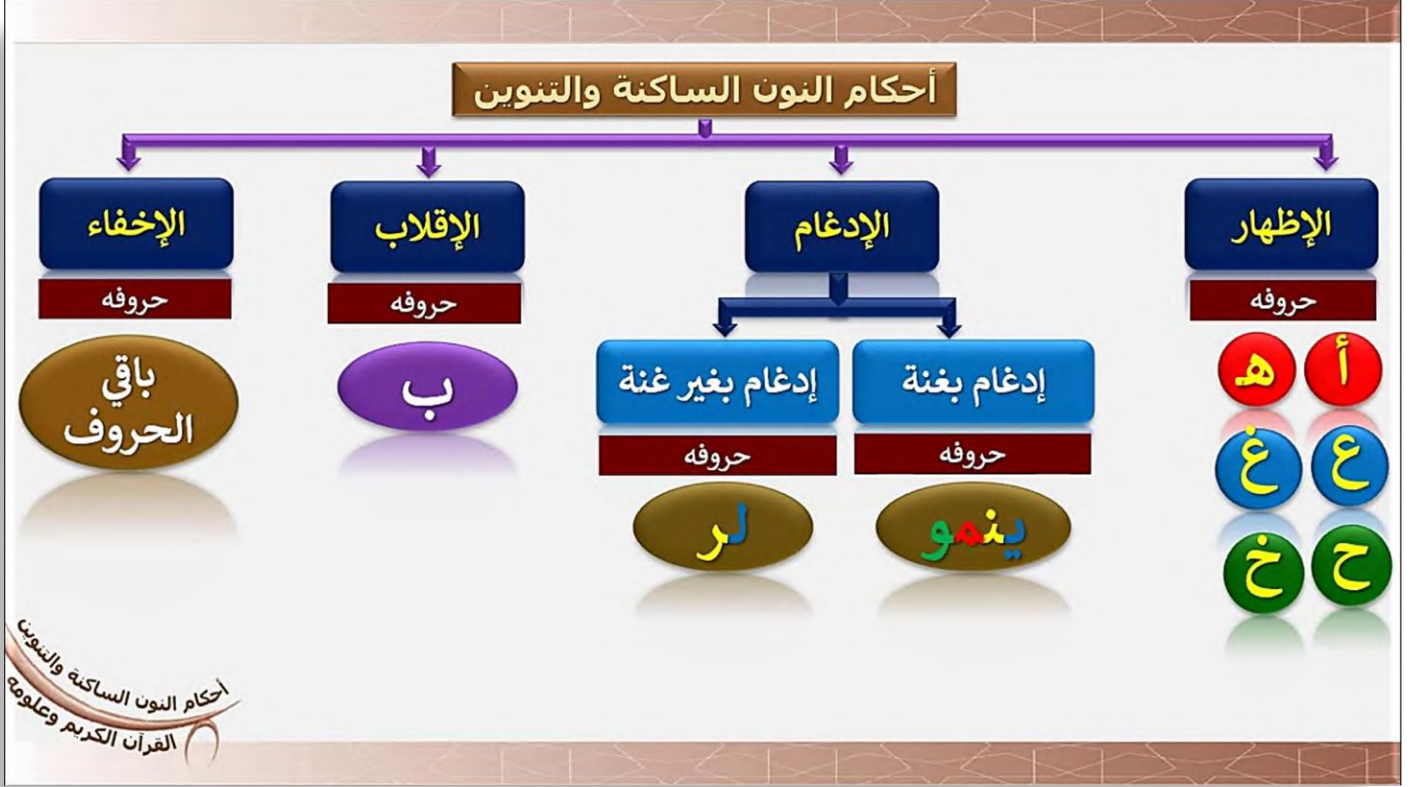 أحكام النون الساكنة والتنوين
الإظهار
حروفه
أ ه
ع غ
ح خ
الإدغام
إدغام بغنة
حروفه
ينمو
إدغام بغير غنة
حروفه
لر
الإقلاب
حروفه
ب
الإخفاء
حروفه
باقي
الحروف
أحكام النون الساكنة والتنوين
القرآن الكريم وعلومه